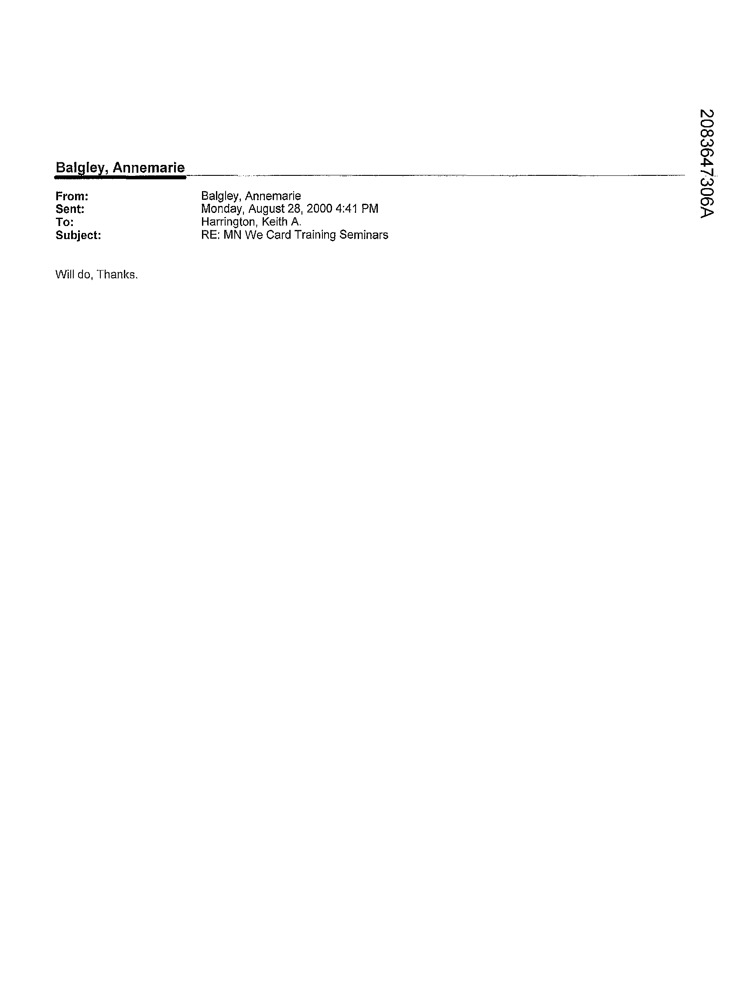 Balgley, Annemarie
From: Balgley, Annemarie
Sent: Monday, August 28, 2000 4:41 PM
To: Harrington, Keith A.
Subject: RE: MN We Card Training Seminars
Will do, Thanks.
2083647306A